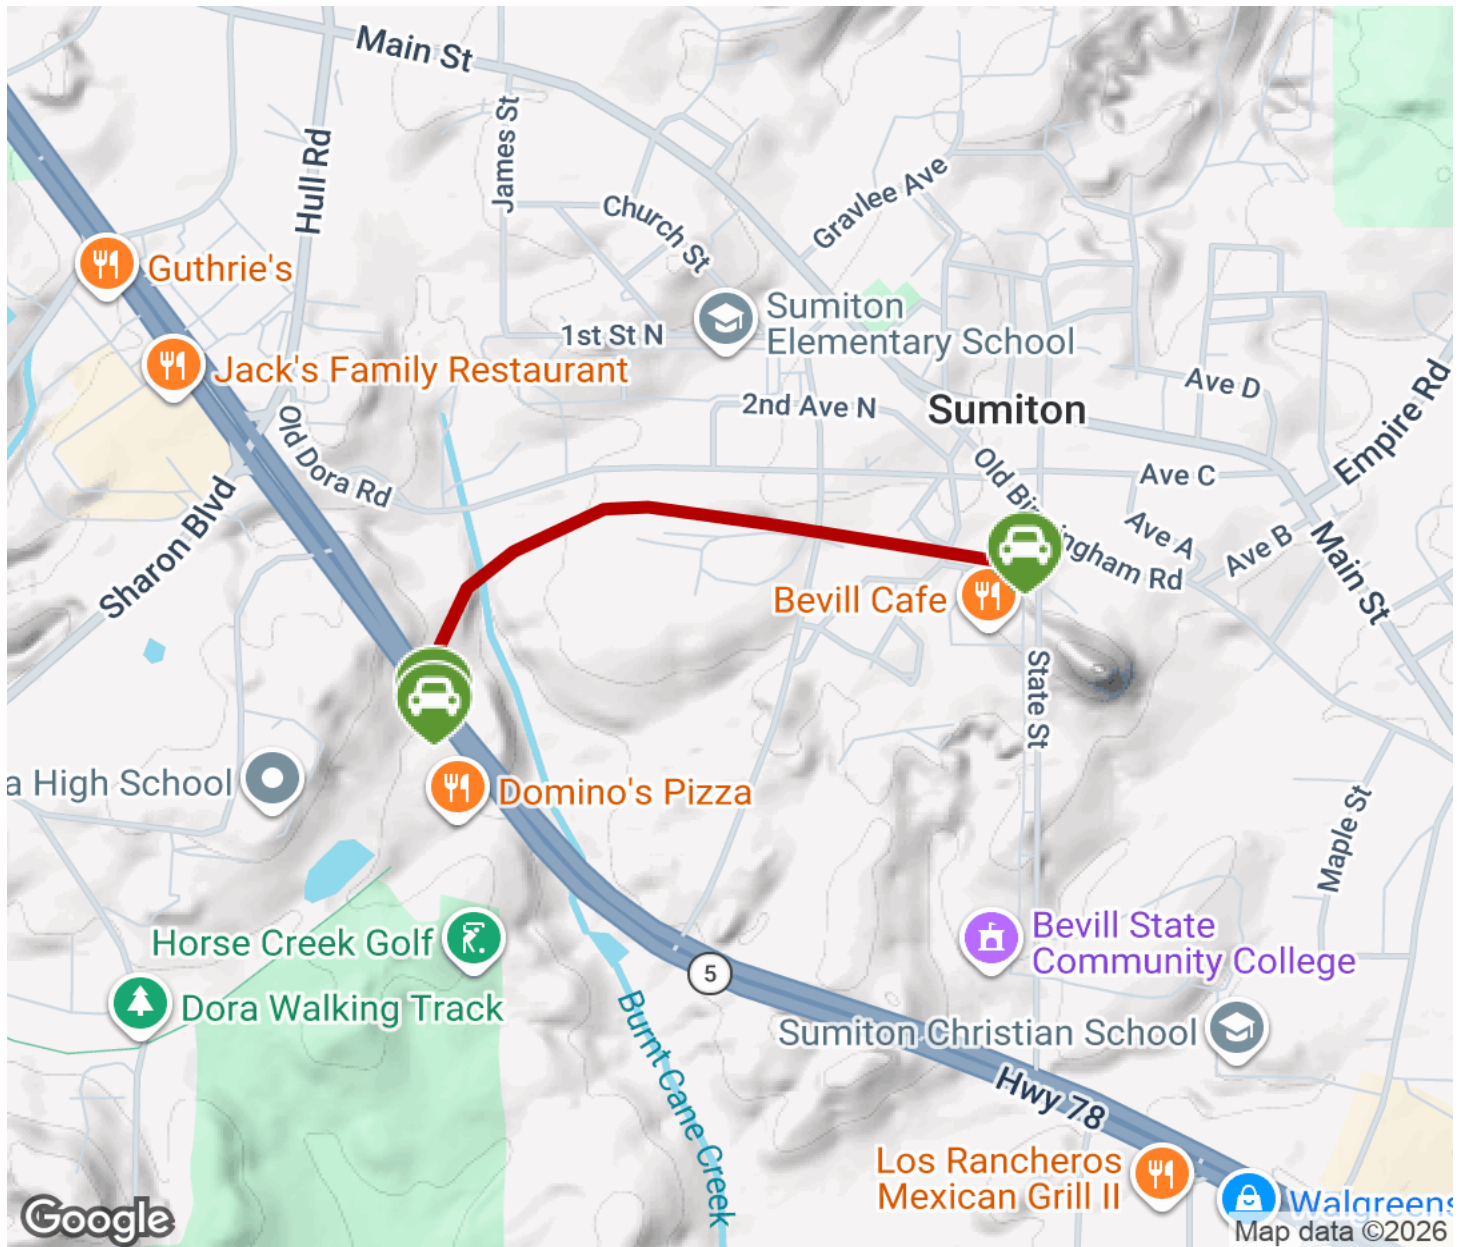 Main St
James St
Hull Rd
Church St
Gravlee Ave
Guthrie's
Sumiton
Elementary School
1st St N
Jack's Family Restaurant
Ave D
2nd Ave N
Sumiton
Empire Rd
Old Dora Rd
Ave C
Sharon Blvd
Ave A
Ave B
Main St
Bevill Cafe
State St
a High School
Domino's Pizza
Maple St
Horse Creek Golf
Bevill State
Community College
5
Dora Walking Track
Burnt Cane Creek
Sumiton Christian School
Hwy 78
Los Rancheros
Mexican Grill II
Walgreens
Google
Map data ©2026